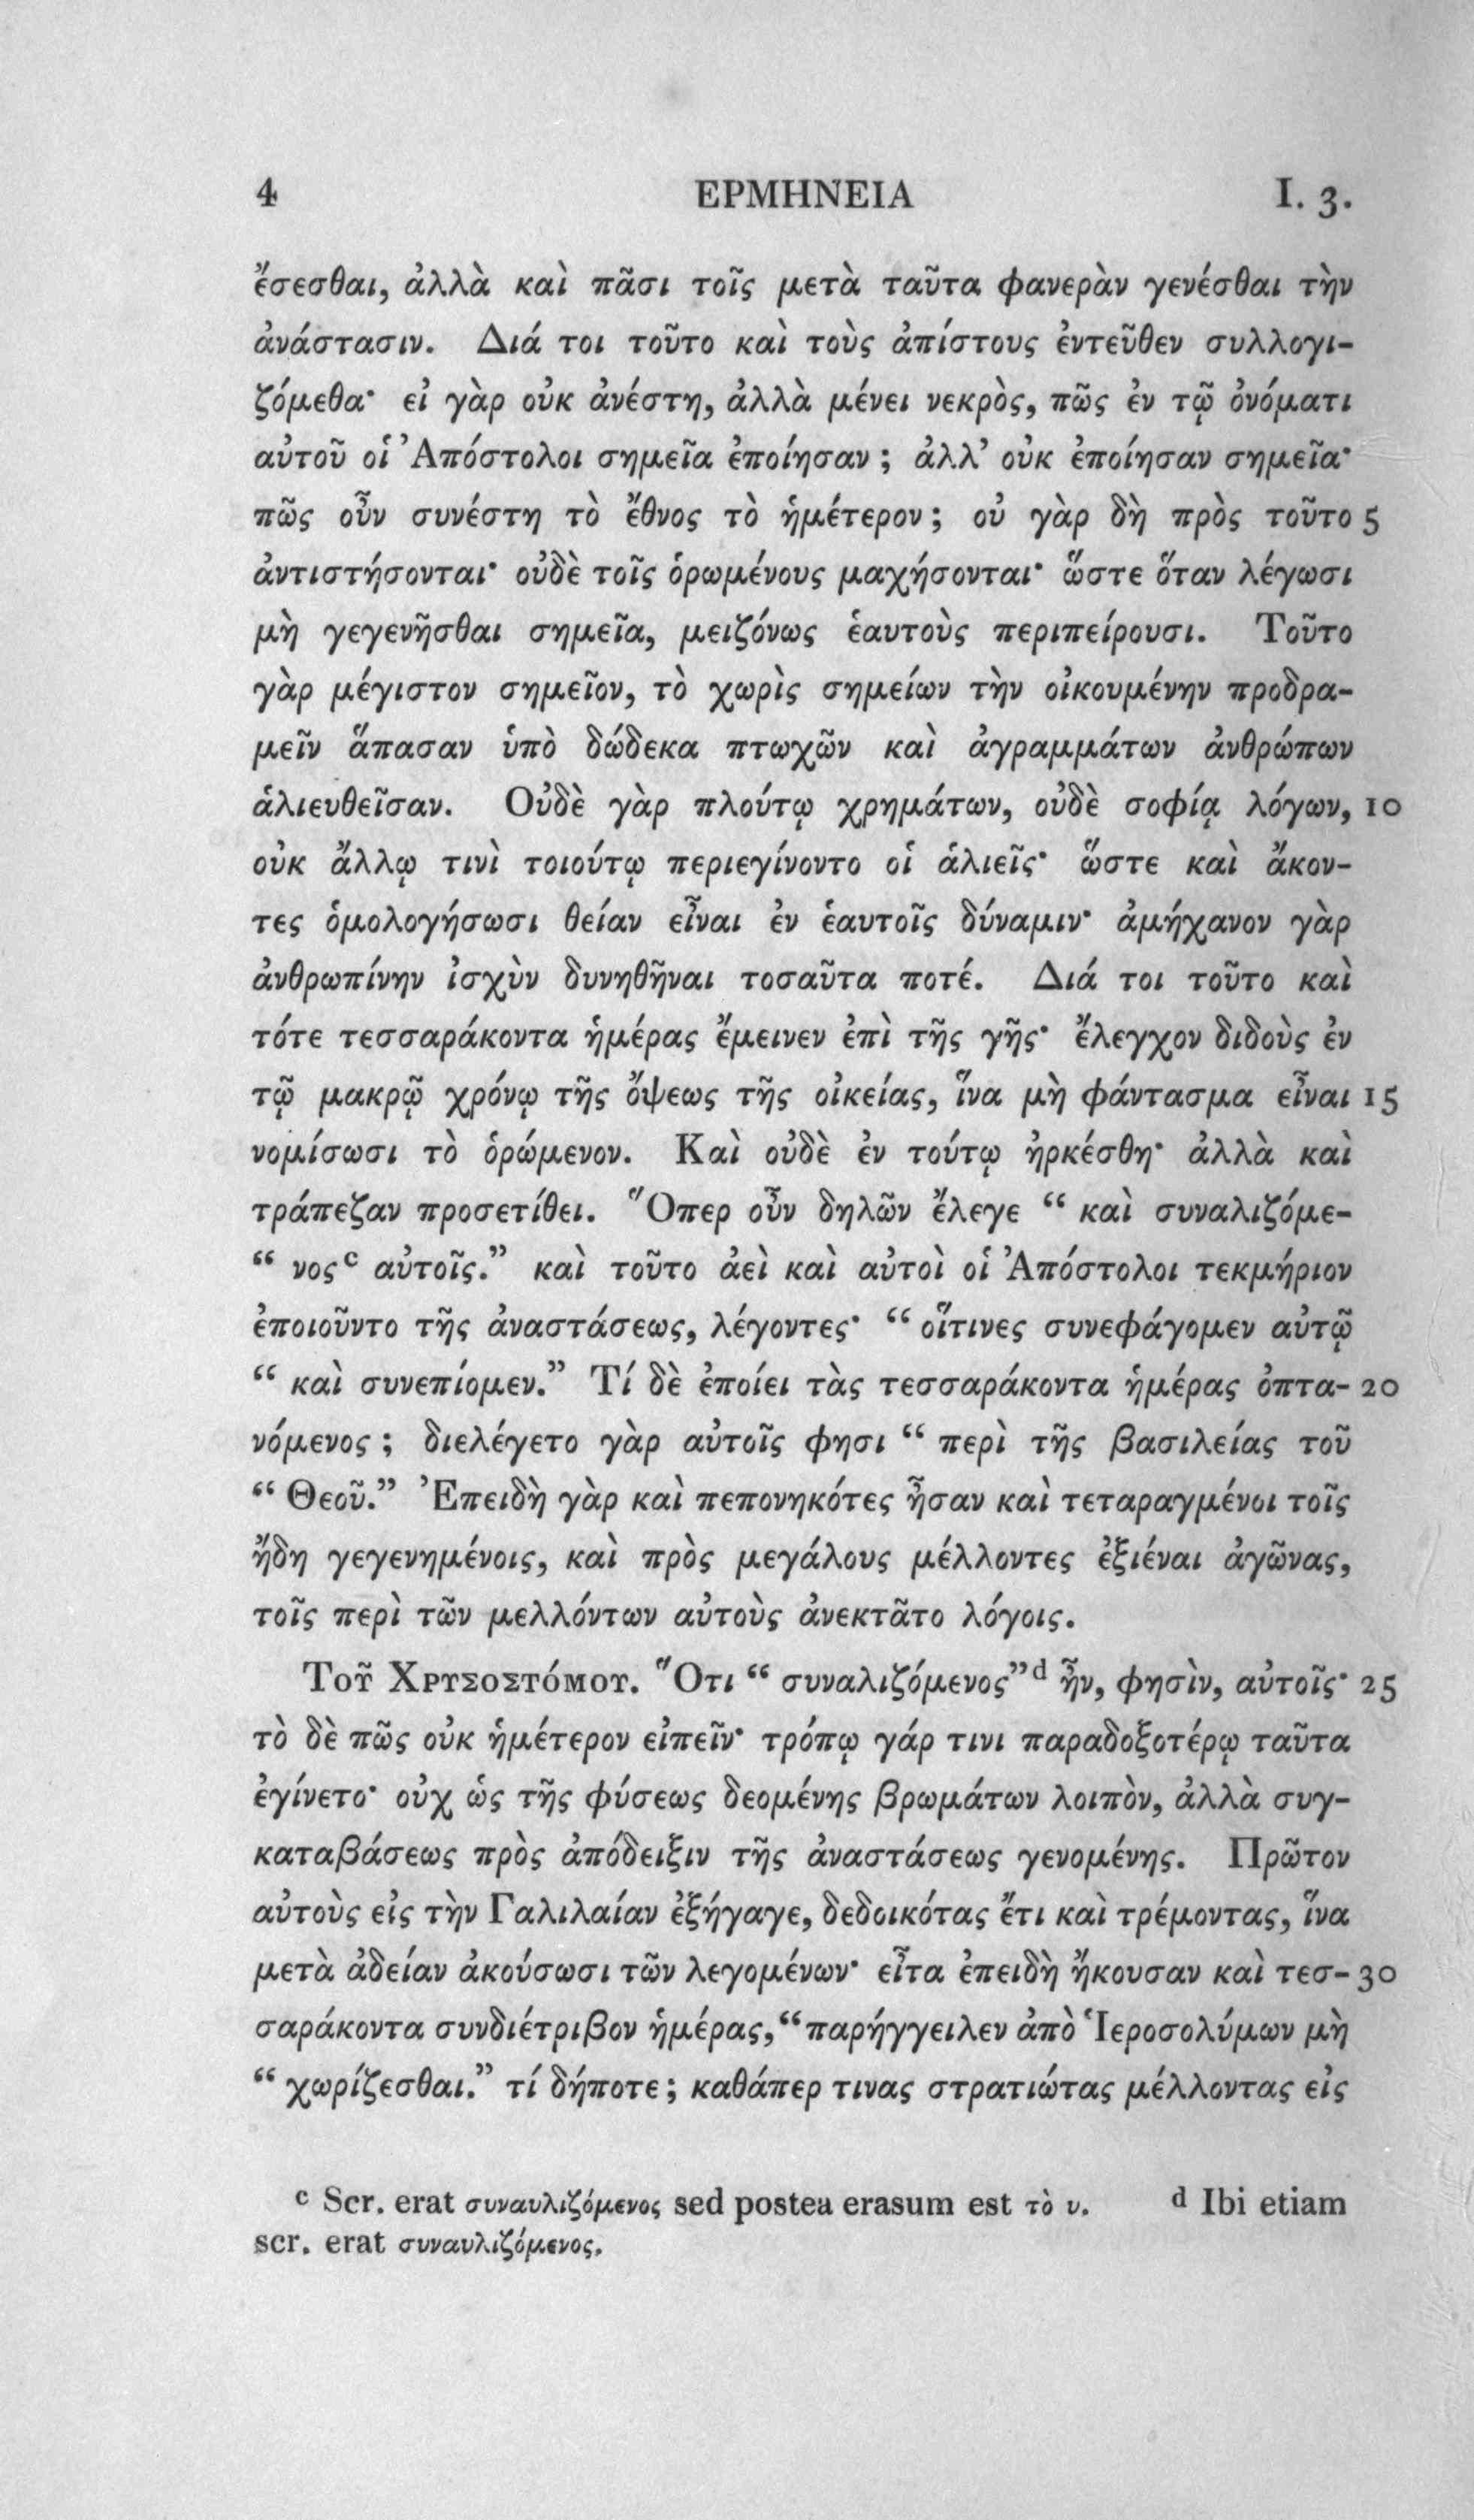 4 ΕΡΜΗΝΕΙΑ I. 3.
ἔσεσθαι, ἀλλὰ καὶ πᾶσι τοῖς μετὰ ταῦτα φανερὰν γενέσθαι τὴν
ἀνάστασιν. Διά τοι τοῦτο καὶ τοὺς ἀπίστους ἐντεῦθεν συλλογι-
ζόμεθα· εἰ γὰρ οὐκ ἀνέστη, ἀλλὰ μένει νεκρὸς, πῶς ἐν τῷ ὀνόματι
αὐτοῦ οἱ Ἀπόστολοι σημεῖα ἐποίησαν ; ἀλλ’ οὐκ ἐποίησαν σημεῖα·
πῶς οὖν συνέστη τὸ ἔθνος τὸ ἡμέτερον ; οὐ γὰρ δὴ πρὸς τοῦτο 5
ἀντιστήσονται· οὐδὲ τοῖς ὁρωμένους μαχήσονται· ὥστε ὅταν λέγωσι
μὴ γεγενῆσθαι σημεῖα, μειζόνως ἑαυτοὺς περιπείρουσι. Τοῦτο
γὰρ μέγιστον σημεῖον, τὸ χωρὶς σημείων τὴν οἰκουμένην προδρα-
μεῖν ἅπασαν ὑπὸ δώδεκα πτωχῶν καὶ ἀγραμμάτων ἀνθρώπων
ἁλιευθεῖσαν. Οὐδὲ γὰρ πλούτῳ χρημάτων, οὐδὲ σοφίᾳ λόγων, 10
οὐκ ἄλλῳ τινὶ τοιούτῳ περιεγίνοντο οἱ ἁλιεῖς· ὥστε καὶ ἄκον-
τες ὁμολογήσωσι θείαν εἶναι ἐν ἑαυτοῖς δύναμιν· ἀμήχανον γὰρ
ἀνθρωπίνην ἰσχὺν δυνηθῆναι τοσαῦτα ποτέ. Διά τοι τοῦτο καὶ
τότε τεσσαράκοντα ἡμέρας ἔμεινεν ἐπὶ τῆς γῆς· ἔλεγχον διδοὺς ἐν
τῷ μακρῷ χρόνῳ τῆς ὄψεως τῆς οἰκείας, ἵνα μὴ φάντασμα εἶναι 15
νομίσωσι τὸ ὁρώμενον. Καὶ οὐδὲ ἐν τούτῳ ἠρκέσθη· ἀλλὰ καὶ
τράπεζαν προσετίθει. Ὅπερ οὖν δηλῶν ἔλεγε “ καὶ συναλιζόμε-
“ νοςᶜ αὐτοῖς.” καὶ τοῦτο ἀεὶ καὶ αὐτοὶ οἱ Ἀπόστολοι τεκμήριον
ἐποιοῦντο τῆς ἀναστάσεως, λέγοντες· “ οἵτινες συνεφάγομεν αὐτῷ
“ καὶ συνεπίομεν.” Τί δὲ ἐποίει τὰς τεσσαράκοντα ἡμέρας ὀπτα- 20
νόμενος ; διελέγετο γὰρ αὐτοῖς φησι “ περὶ τῆς βασιλείας τοῦ
“ Θεοῦ.” Ἐπειδὴ γὰρ καὶ πεπονηκότες ἦσαν καὶ τεταραγμένοι τοῖς
ἤδη γεγενημένοις, καὶ πρὸς μεγάλους μέλλοντες ἐξιέναι ἀγῶνας,
τοῖς περὶ τῶν μελλόντων αὐτοὺς ἀνεκτᾶτο λόγοις.
Τοῦ Χρυσοστόμου. Ὅτι “ συναλιζόμενος”ᵈ ἦν, φησὶν, αὐτοῖς· 25
τὸ δὲ πῶς οὐκ ἡμέτερον εἰπεῖν· τρόπῳ γάρ τινι παραδοξοτέρῳ ταῦτα
ἐγίνετο· οὐχ ὡς τῆς φύσεως δεομένης βρωμάτων λοιπὸν, ἀλλὰ συγ-
καταβάσεως πρὸς ἀπόδειξιν τῆς ἀναστάσεως γενομένης. Πρῶτον
αὐτοὺς εἰς τὴν Γαλιλαίαν ἐξήγαγε, δεδοικότας ἔτι καὶ τρέμοντας, ἵνα
μετὰ ἀδείαν ἀκούσωσι τῶν λεγομένων· εἶτα ἐπειδὴ ἤκουσαν καὶ τεσ- 30
σαράκοντα συνδιέτριβον ἡμέρας, “ παρήγγειλεν ἀπὸ Ἱεροσολύμων μὴ
“ χωρίζεσθαι.” τί δήποτε ; καθάπερ τινας στρατιώτας μέλλοντας εἰς
ᶜ Scr. erat συναυλιζόμενος sed postea erasum est τὸ υ. ᵈ Ibi etiam
scr. erat συναυλιζόμενος.